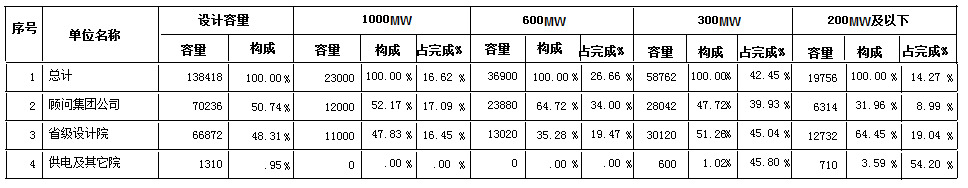 序号 单位名称 设计容量 1000MW 600MW 300MW 200MW及以下
容量 构成 容量 构成 占完成% 容量 构成 占完成% 容量 构成 占完成% 容量 构成 占完成%
1 总计 138418 100.00% 23000 100.00 % 16.62 % 36900 100.00 % 26.66 % 58762 100.00% 42.45 % 19756 100.00 % 14.27 %
2 顾问集团公司 70236 50.74% 12000 52.17 % 17.09 % 23880 64.72 % 34.00 % 28042 47.72% 39.93 % 6314 31.96 % 8.99 %
3 省级设计院 66872 48.31% 11000 47.83 % 16.45 % 13020 35.28 % 19.47 % 30120 51.26% 45.04 % 12732 64.45 % 19.04 %
4 供电及其它院 1310 .95% 0 .00 % .00 % 0 .00 % .00 % 600 1.02% 45.80 % 710 3.59 % 54.20 %